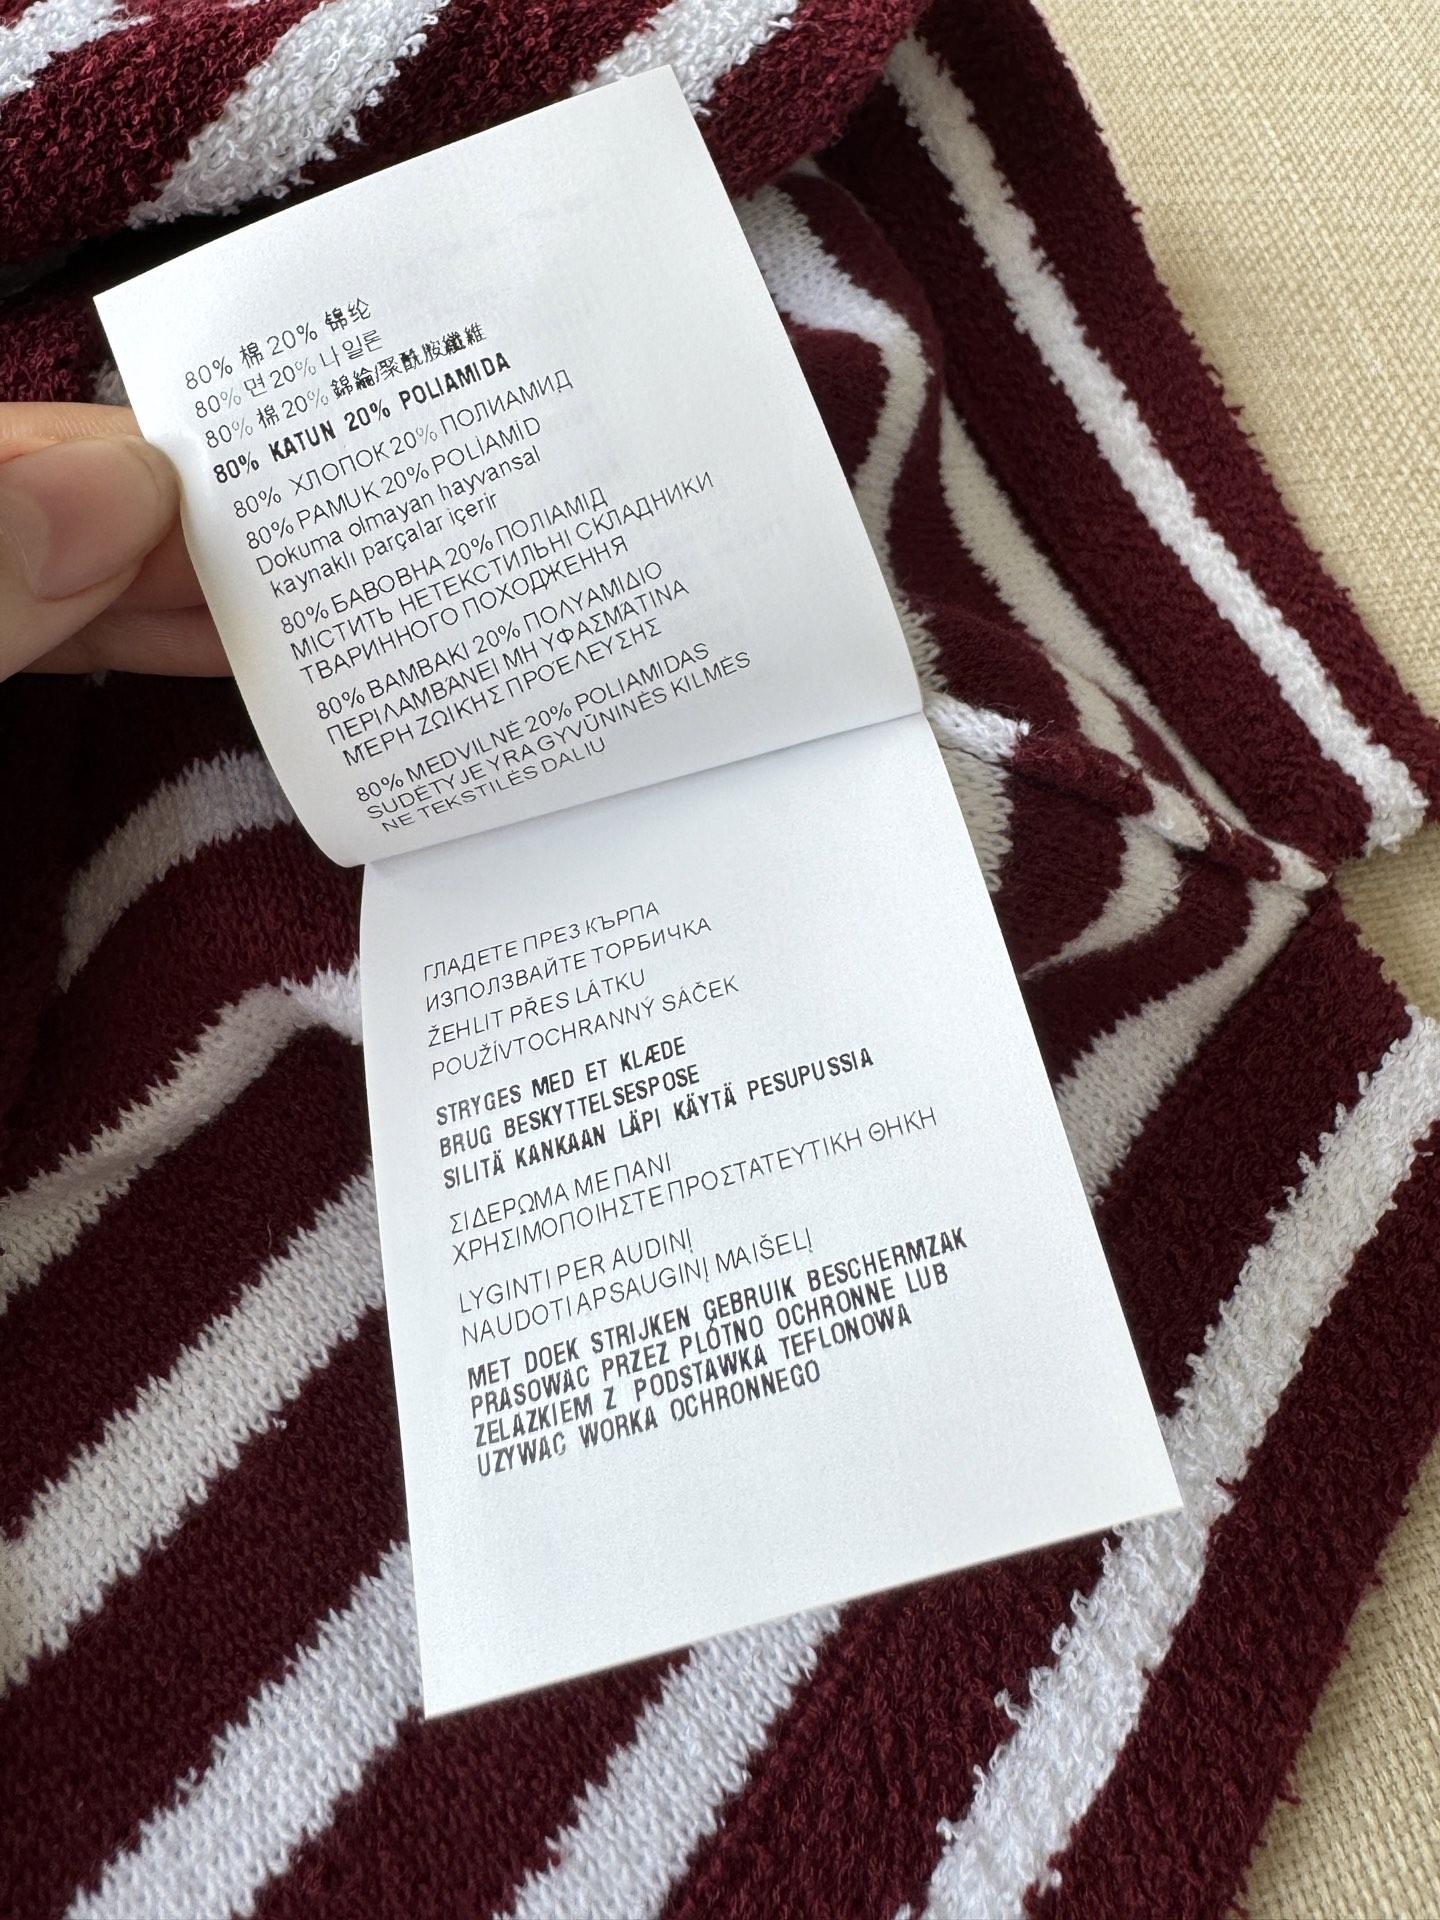 80% 棉 20% 锦纶
80% 면 20% 나일론
80% 棉 20% 錦綸/聚酰胺纖維
80% KATUN 20% POLIAMIDA
80% ХЛОПОК 20% ПОЛИАМИД
80% PAMUK 20% POLİAMİD
Dokuma olmayan hayvansal
kaynaklı parçalar içerir
80% БАВОВНА 20% ПОЛІАМІД
МІСТИТЬ НЕТЕКСТИЛЬНІ СКЛАДНИКИ
ТВАРИННОГО ПОХОДЖЕННЯ
80% ΒΑΜΒΑΚΙ 20% ΠΟΛΥΑΜΙΔΙΟ
ΠΕΡΙΛΑΜΒΆΝΕΙ ΜΗ ΥΦΑΣΜΑΤΙΝΑ
ΜΈΡΗ ΖΩΙΚΗΣ ΠΡΟΈΛΕΥΣΗΣ
80% MEDVILNĖ 20% POLIAMIDAS
SUDĖTYJE YRA GYVŪNINĖS KILMĖS
NE TEKSTILĖS DALIU
ГЛАДЕТЕ ПРЕЗ КЪРПА
ИЗПОЛЗВАЙТЕ ТОРБИЧКА
ŽEHLIT PŘES LÁTKU
POUŽÍVTOCHRANNÝ SÁČEK
STRYGES MED ET KLÆDE
BRUG BESKYTTELSESPOSE
SILITÄ KANKAAN LÄPI KÄYTÄ PESUPUSSIA
ΣΙΔΕΡΩΜΑ ΜΕ ΠΑΝΙ
ΧΡΗΣΙΜΟΠΟΙΗΣΤΕ ΠΡΟΣΤΑΤΕΥΤΙΚΗ ΘΗΚΗ
LYGINTI PER AUDINĮ
NAUDOTI APSAUGINĮ MAIŠELĮ
MET DOEK STRIJKEN GEBRUIK BESCHERMZAK
PRASOWAC PRZEZ PLÓTNO OCHRONNE LUB
ZELAZKIEM Z PODSTAWKA TEFLONOWA
UZYWAC WORKA OCHRONNEGO